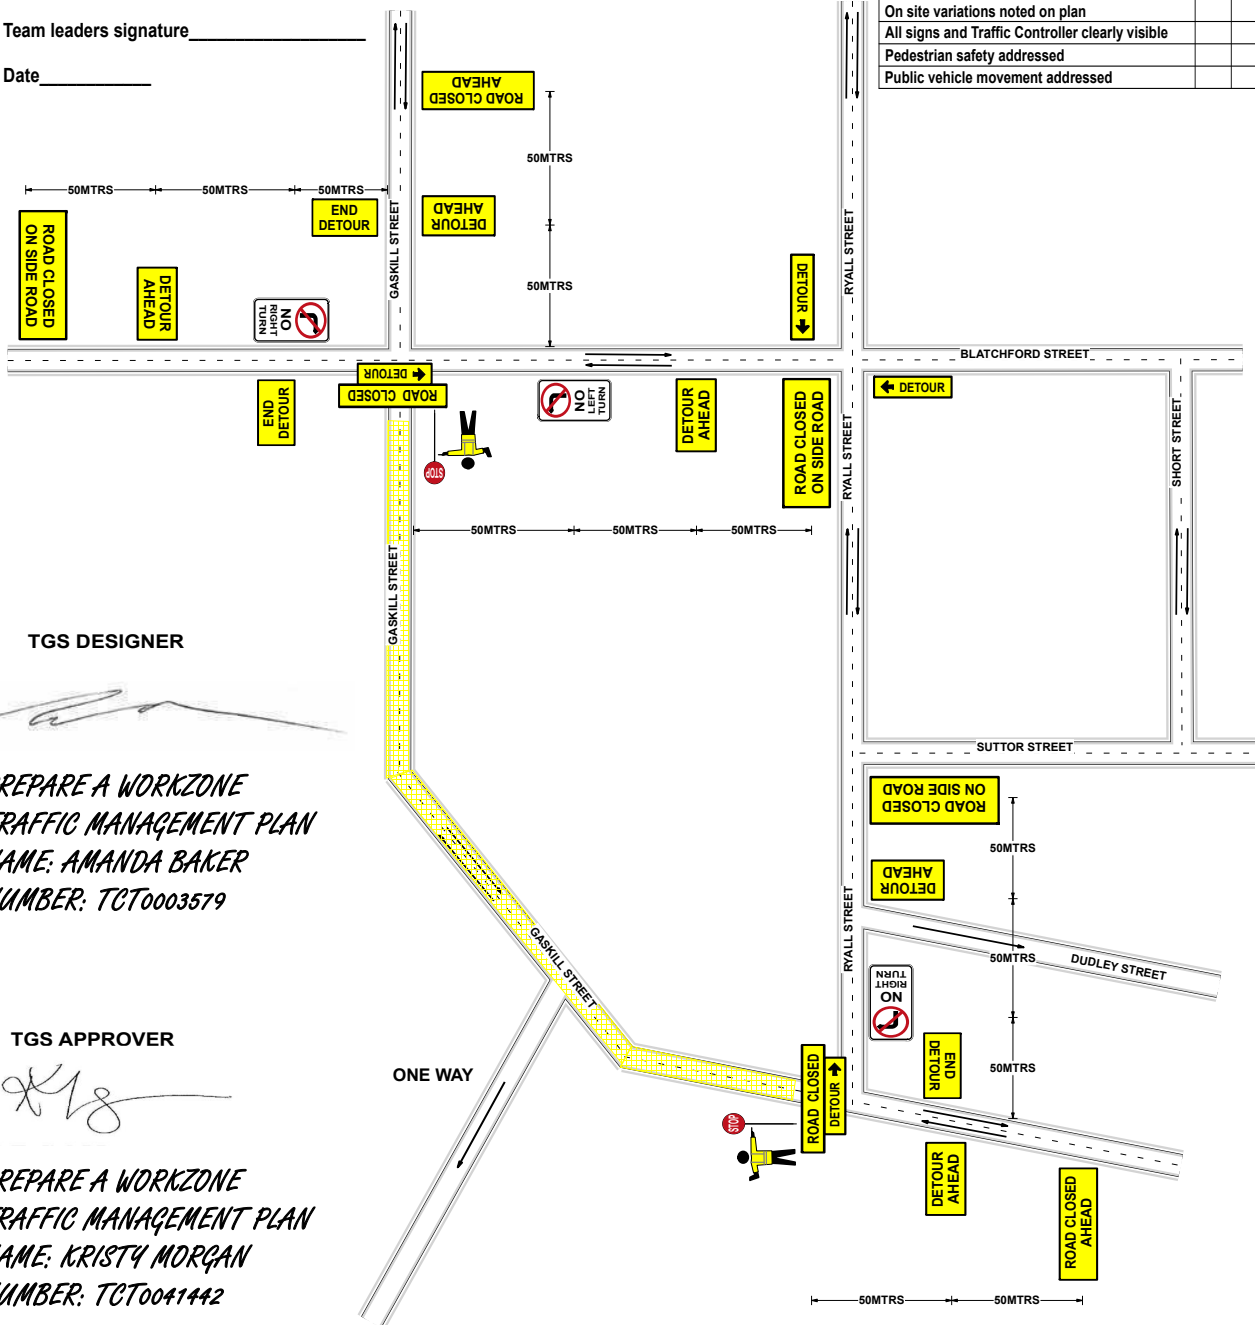 Team leaders signature____________________
Date_____________
On site variations noted on plan
All signs and Traffic Controller clearly visible
Pedestrian safety addressed
Public vehicle movement addressed
ROAD CLOSED
AHEAD
50MTRS
DETOUR
AHEAD
50MTRS
50MTRS
50MTRS
50MTRS
END
DETOUR
ROAD CLOSED
ON SIDE ROAD
DETOUR
AHEAD
NO
RIGHT
TURN
GASKILL STREET
RYALL STREET
DETOUR
BLATCHFORD STREET
DETOUR
ROAD CLOSED
END
DETOUR
STOP
NO
LEFT
TURN
DETOUR
AHEAD
ROAD CLOSED
ON SIDE ROAD
DETOUR
RYALL STREET
SHORT STREET
50MTRS
50MTRS
50MTRS
GASKILL STREET
TGS DESIGNER
REPARE A WORKZONE
RAFFIC MANAGEMENT PLAN
AME: AMANDA BAKER
UMBER: TCT0003579
SUTTOR STREET
ROAD CLOSED
ON SIDE ROAD
50MTRS
DETOUR
AHEAD
RYALL STREET
GASKILL STREET
50MTRS
DUDLEY STREET
NO
RIGHT
TURN
END
DETOUR
50MTRS
TGS APPROVER
ONE WAY
ROAD CLOSED
DETOUR
STOP
DETOUR
AHEAD
ROAD CLOSED
AHEAD
REPARE A WORKZONE
RAFFIC MANAGEMENT PLAN
AME: KRISTY MORGAN
UMBER: TCT0041442
50MTRS
50MTRS